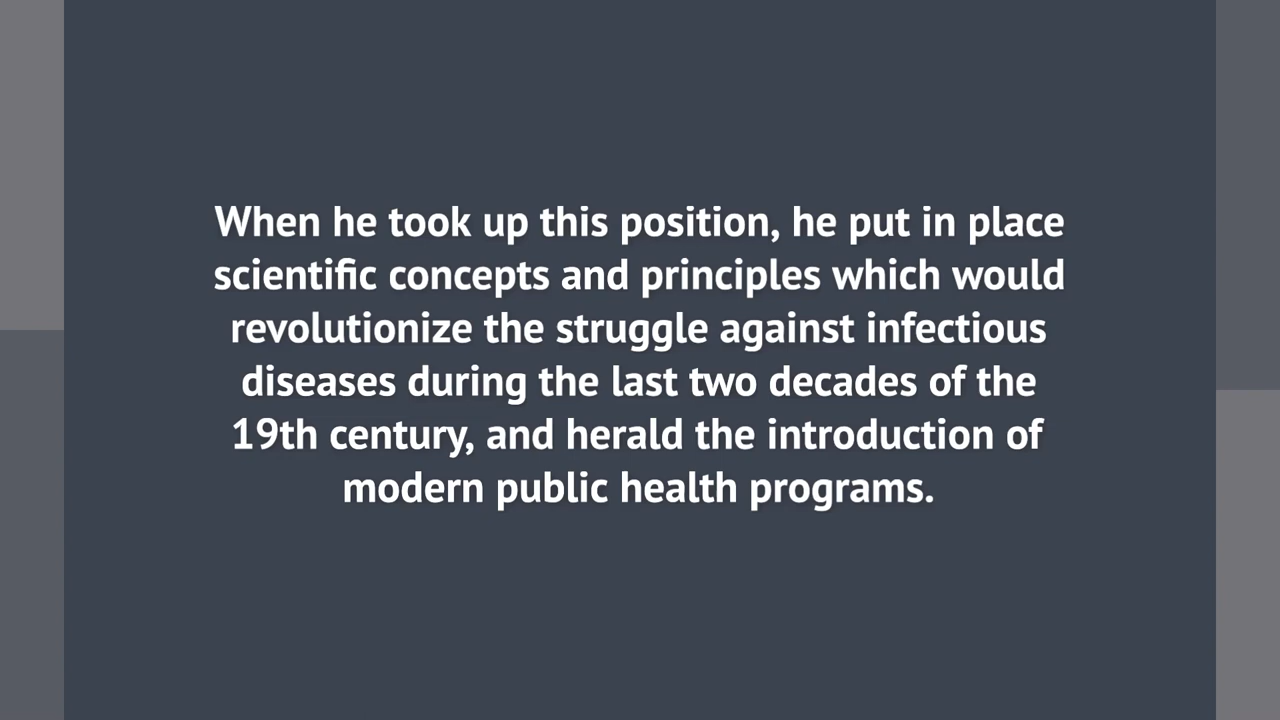 When he took up this position, he put in place
scientific concepts and principles which would
revolutionize the struggle against infectious
diseases during the last two decades of the
19th century, and herald the introduction of
modern public health programs.